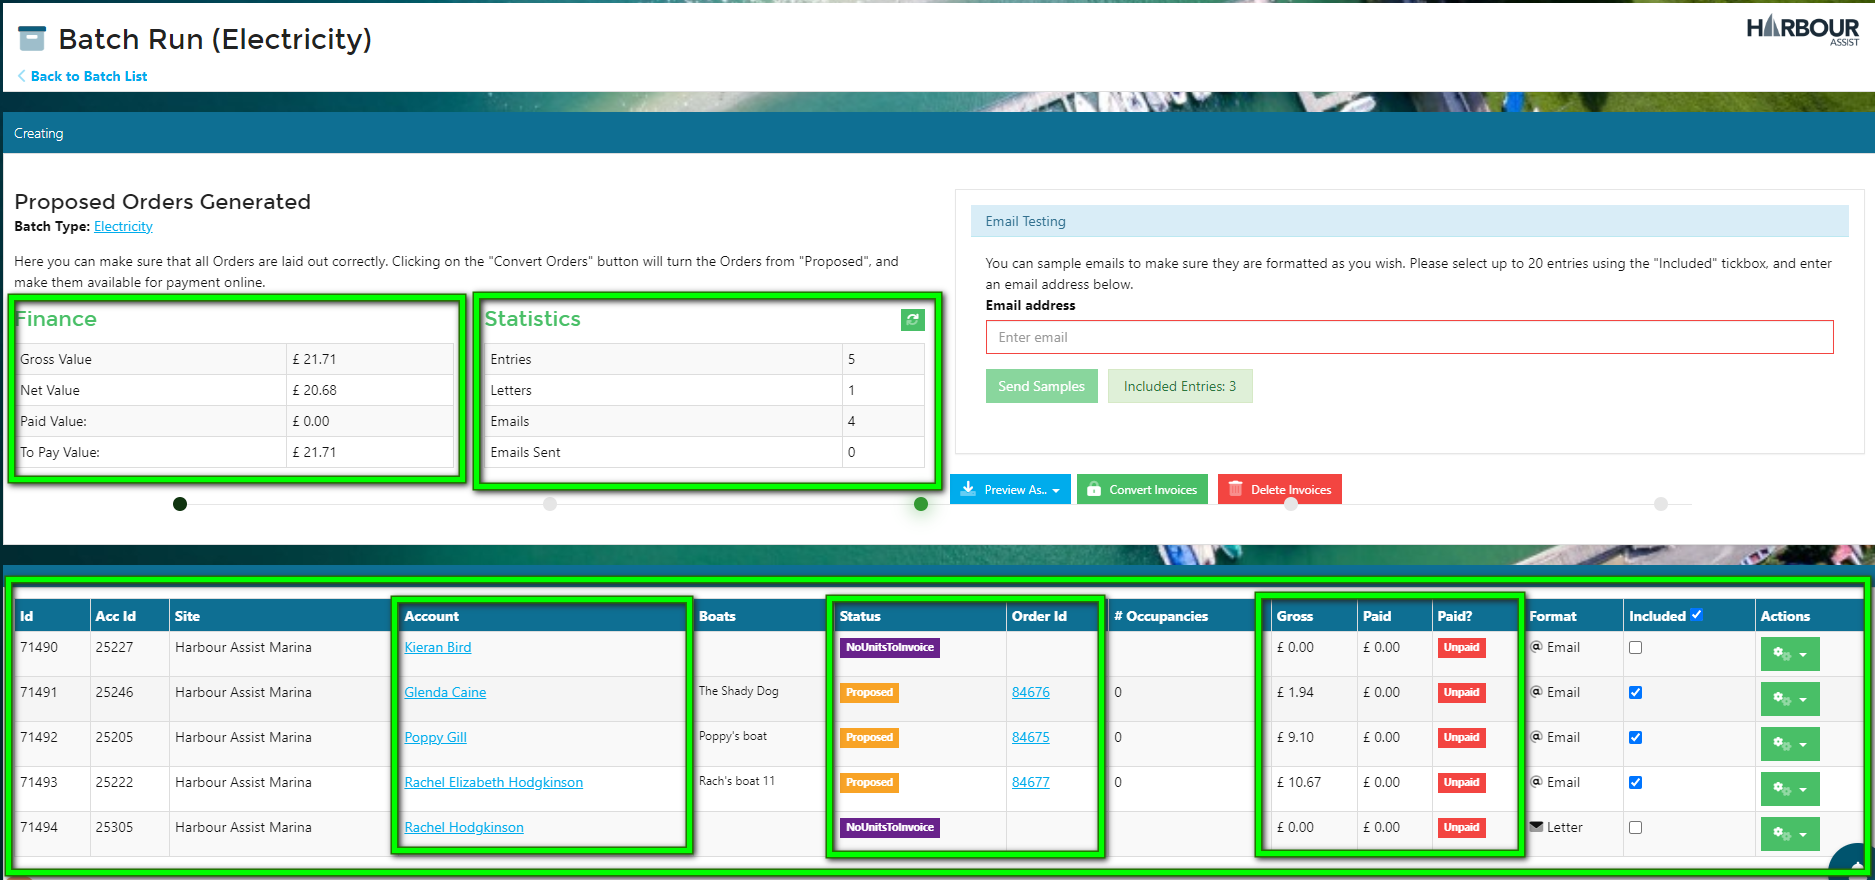 Batch Run (Electricity)
HARBOUR
ASSIST
Back to Batch List
Creating
Proposed Orders Generated
Batch Type: Electricity
Here you can make sure that all Orders are laid out correctly. Clicking on the "Convert Orders" button will turn the Orders from "Proposed", and
make them available for payment online.
Finance
Gross Value £ 21.71
Net Value £ 20.68
Paid Value: £ 0.00
To Pay Value: £ 21.71
Statistics
Entries 5
Letters 1
Emails 4
Emails Sent 0
Email Testing
You can sample emails to make sure they are formatted as you wish. Please select up to 20 entries using the "Included" tickbox, and enter
an email address below.
Email address
Enter email
Send Samples Included Entries: 3
Preview As.. Convert Invoices Delete Invoices
Id Acc Id Site Account Boats Status Order Id # Occupancies Gross Paid Paid? Format Included Actions
71490 25227 Harbour Assist Marina Kieran Bird NoUnitsToInvoice £ 0.00 £ 0.00 Unpaid Email
71491 25246 Harbour Assist Marina Glenda Caine The Shady Dog Proposed 84676 0 £ 1.94 £ 0.00 Unpaid Email
71492 25205 Harbour Assist Marina Poppy Gill Poppy's boat Proposed 84675 0 £ 9.10 £ 0.00 Unpaid Email
71493 25222 Harbour Assist Marina Rachel Elizabeth Hodgkinson Rach's boat 11 Proposed 84677 0 £ 10.67 £ 0.00 Unpaid Email
71494 25305 Harbour Assist Marina Rachel Hodgkinson NoUnitsToInvoice £ 0.00 £ 0.00 Unpaid Letter